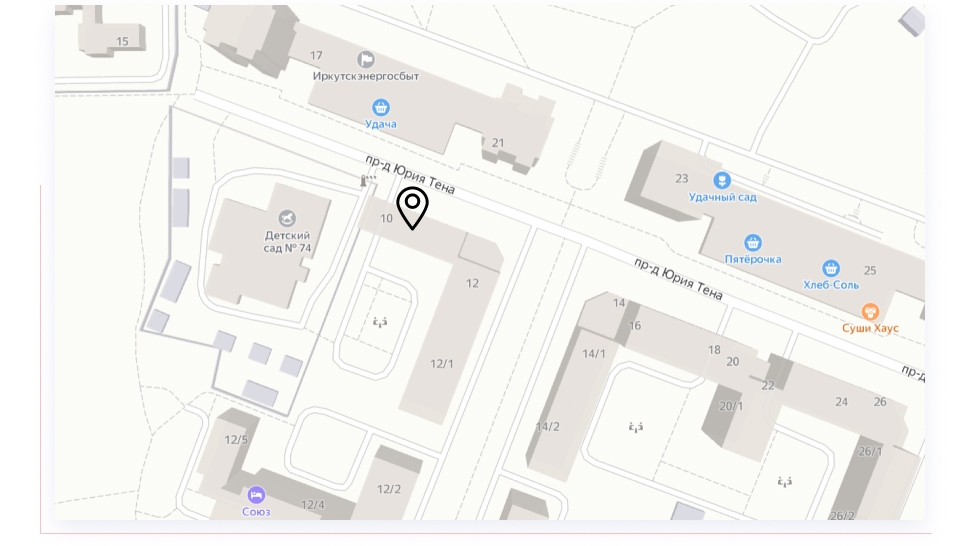 15
17
Иркутскэнергосбыт
Удача
21
пр-д Юрия Тена
23
Удачный сад
10
Детский
сад № 74
Пятёрочка
25
Хлеб-Соль
пр-д Юрия Тена
12
14
16
Суши Хаус
14/1
18
20
12/1
22
пр-д
20/1
24
26
14/2
12/5
26/1
12/2
Союз
12/4
26/2